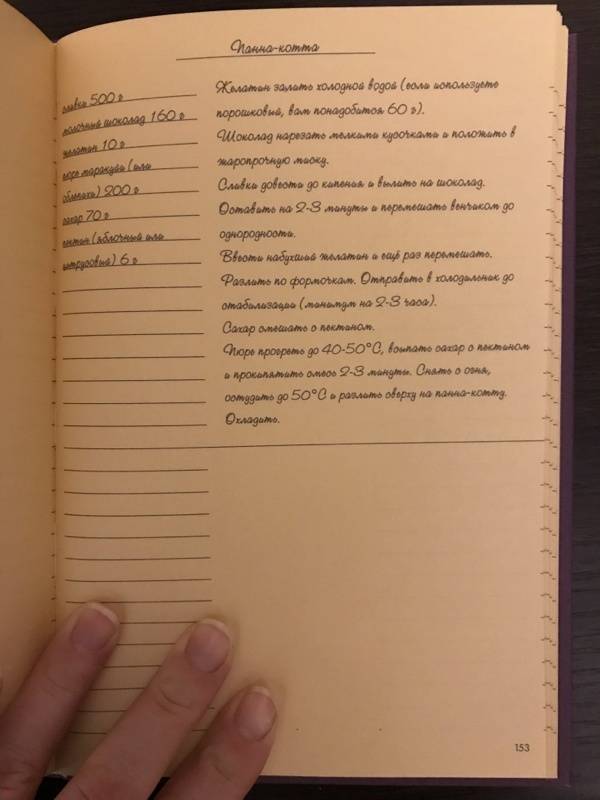 Панна-котта
сливки 500 г
молочный шоколад 160 г
желатин 10 г
пюре маракуйи (или
облепихи) 200 г
сахар 70 г
пектин (яблочный или
цитрусовый) 6 г
Желатин залить холодной водой (если используете
порошковый, вам понадобится 60 г).
Шоколад нарезать мелкими кусочками и положить в
жаропрочную миску.
Сливки довести до кипения и вылить на шоколад.
Оставить на 2-3 минуты и перемешать венчиком до
однородности.
Ввести набухший желатин и ещё раз перемешать.
Разлить по формочкам. Отправить в холодильник до
стабилизации (минимум на 2-3 часа).
Сахар смешать с пектином.
Пюре прогреть до 40-50°С, всыпать сахар с пектином
и прокипятить смесь 2-3 минуты. Снять с огня,
остудить до 50°С и разлить сверху на панна-котту.
Охладить.
153